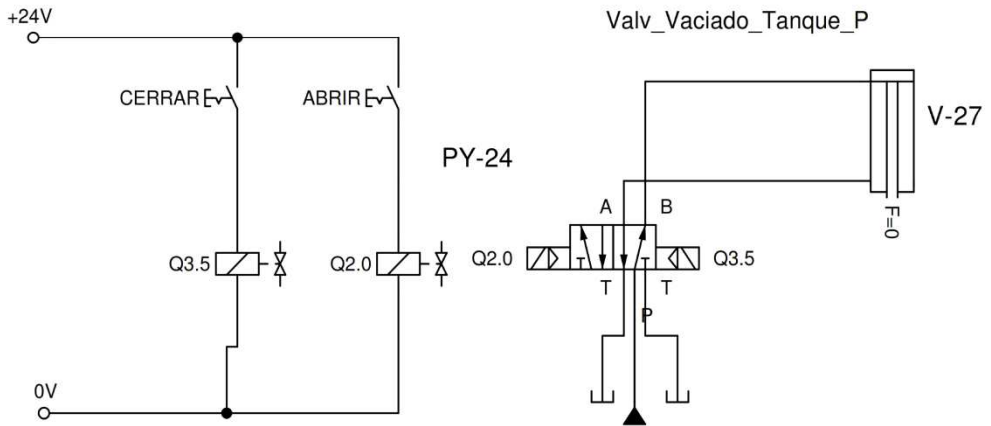 +24V
Valv_Vaciado_Tanque_P
CERRAR
ABRIR
V-27
PY-24
A
B
F=0
Q3.5
Q2.0
Q2.0
Q3.5
T
T
P
0V